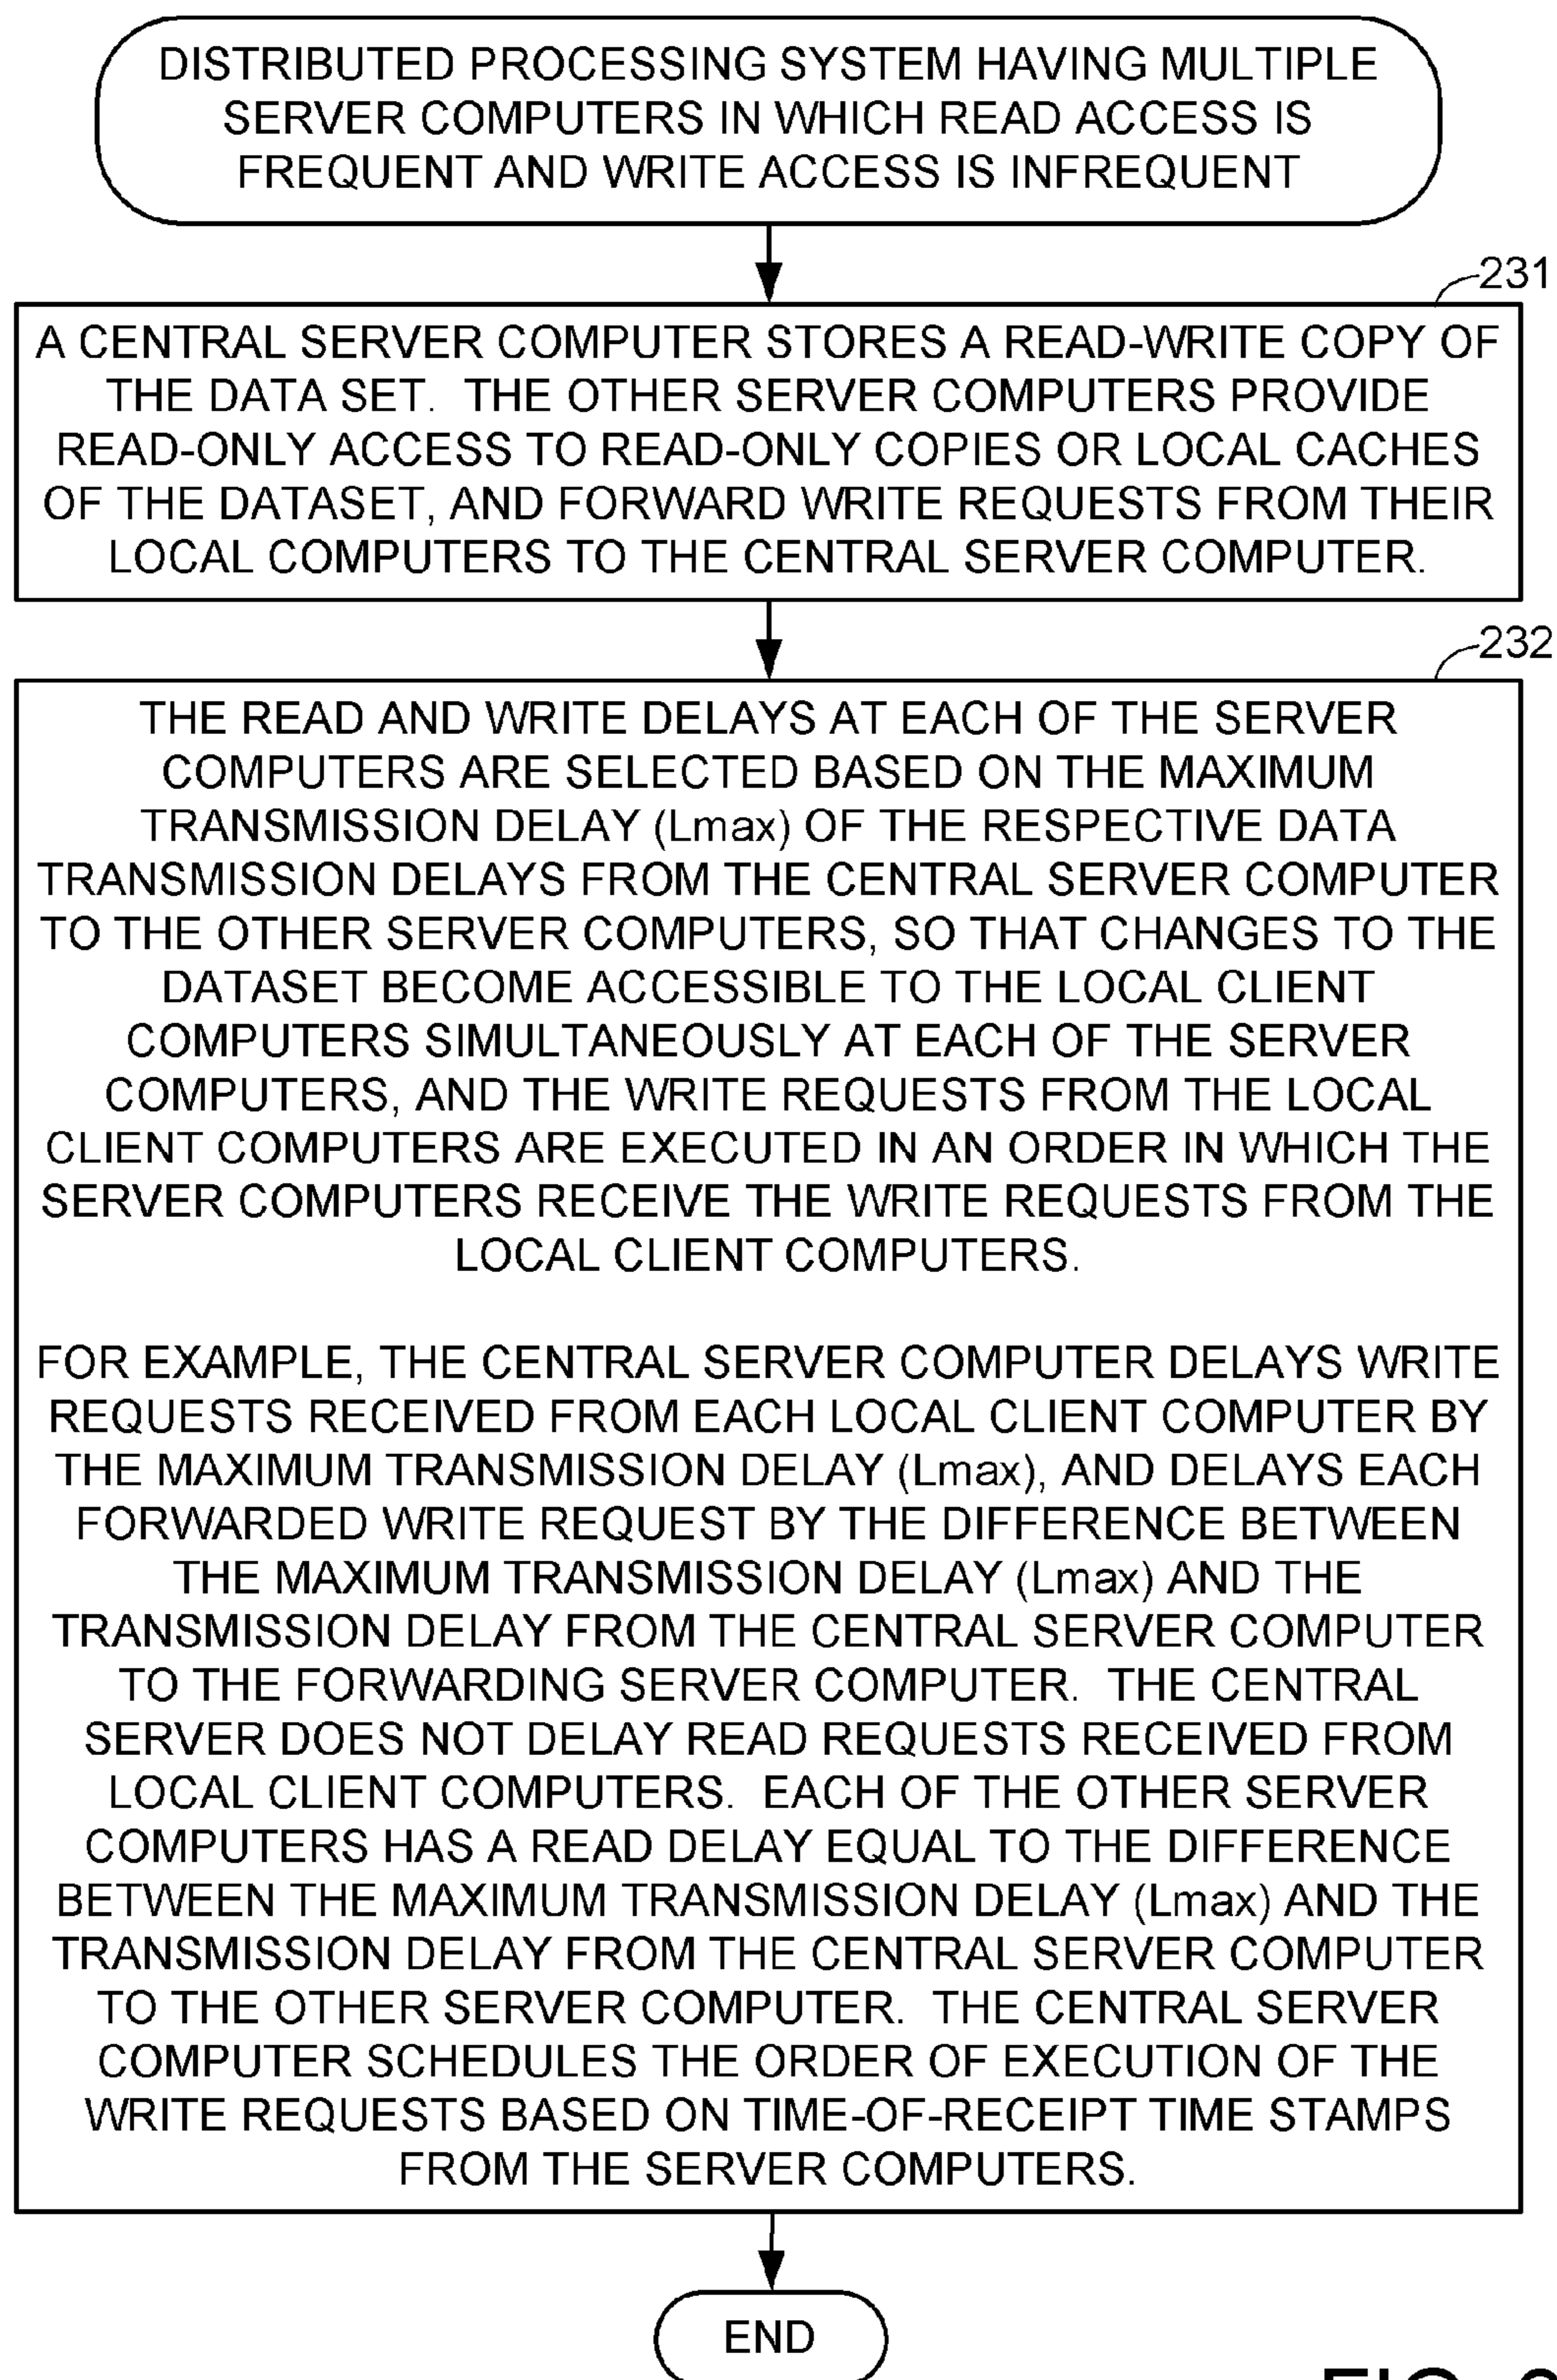 DISTRIBUTED PROCESSING SYSTEM HAVING MULTIPLE
SERVER COMPUTERS IN WHICH READ ACCESS IS
FREQUENT AND WRITE ACCESS IS INFREQUENT
231
A CENTRAL SERVER COMPUTER STORES A READ-WRITE COPY OF
THE DATA SET. THE OTHER SERVER COMPUTERS PROVIDE
READ-ONLY ACCESS TO READ-ONLY COPIES OR LOCAL CACHES
OF THE DATASET, AND FORWARD WRITE REQUESTS FROM THEIR
LOCAL COMPUTERS TO THE CENTRAL SERVER COMPUTER.
232
THE READ AND WRITE DELAYS AT EACH OF THE SERVER
COMPUTERS ARE SELECTED BASED ON THE MAXIMUM
TRANSMISSION DELAY (Lmax) OF THE RESPECTIVE DATA
TRANSMISSION DELAYS FROM THE CENTRAL SERVER COMPUTER
TO THE OTHER SERVER COMPUTERS, SO THAT CHANGES TO THE
DATASET BECOME ACCESSIBLE TO THE LOCAL CLIENT
COMPUTERS SIMULTANEOUSLY AT EACH OF THE SERVER
COMPUTERS, AND THE WRITE REQUESTS FROM THE LOCAL
CLIENT COMPUTERS ARE EXECUTED IN AN ORDER IN WHICH THE
SERVER COMPUTERS RECEIVE THE WRITE REQUESTS FROM THE
LOCAL CLIENT COMPUTERS.
FOR EXAMPLE, THE CENTRAL SERVER COMPUTER DELAYS WRITE
REQUESTS RECEIVED FROM EACH LOCAL CLIENT COMPUTER BY
THE MAXIMUM TRANSMISSION DELAY (Lmax), AND DELAYS EACH
FORWARDED WRITE REQUEST BY THE DIFFERENCE BETWEEN
THE MAXIMUM TRANSMISSION DELAY (Lmax) AND THE
TRANSMISSION DELAY FROM THE CENTRAL SERVER COMPUTER
TO THE FORWARDING SERVER COMPUTER. THE CENTRAL
SERVER DOES NOT DELAY READ REQUESTS RECEIVED FROM
LOCAL CLIENT COMPUTERS. EACH OF THE OTHER SERVER
COMPUTERS HAS A READ DELAY EQUAL TO THE DIFFERENCE
BETWEEN THE MAXIMUM TRANSMISSION DELAY (Lmax) AND THE
TRANSMISSION DELAY FROM THE CENTRAL SERVER COMPUTER
TO THE OTHER SERVER COMPUTER. THE CENTRAL SERVER
COMPUTER SCHEDULES THE ORDER OF EXECUTION OF THE
WRITE REQUESTS BASED ON TIME-OF-RECEIPT TIME STAMPS
FROM THE SERVER COMPUTERS.
END